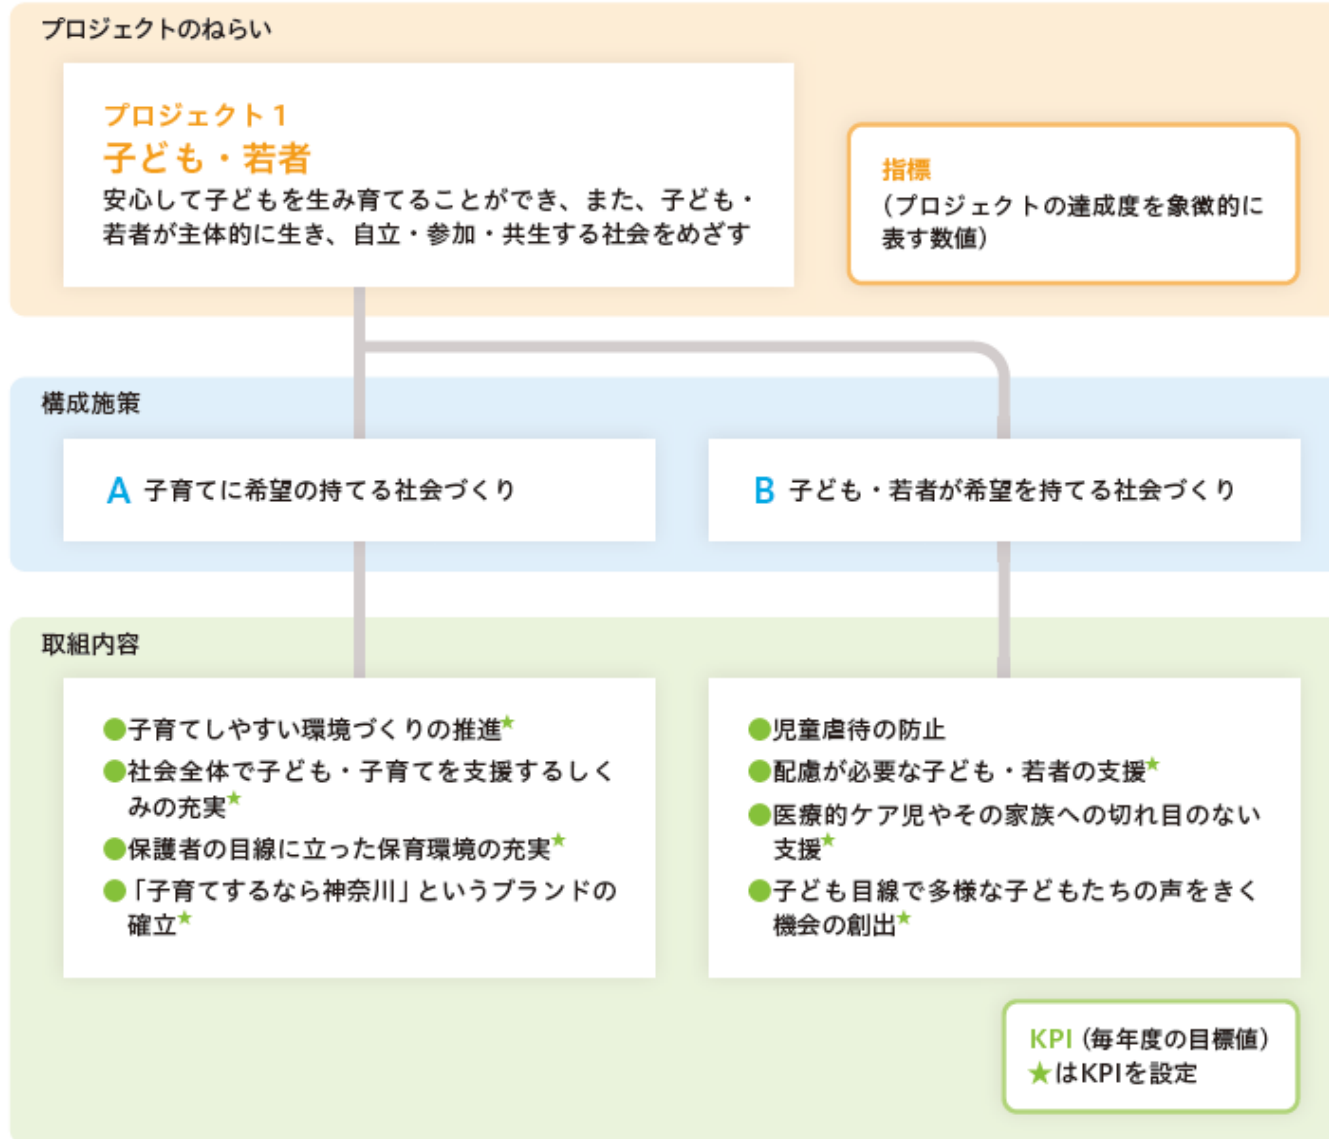 プロジェクトのねらい
プロジェクト1
子ども・若者
安心して子どもを生み育てることができ、また、子ども・
若者が主体的に生き、自立・参加・共生する社会をめざす
指標
(プロジェクトの達成度を象徴的に
表す数値)
構成施策
A 子育てに希望の持てる社会づくり
B 子ども・若者が希望を持てる社会づくり
取組内容
●子育てしやすい環境づくりの推進★
●社会全体で子ども・子育てを支援するしく
みの充実★
●保護者の目線に立った保育環境の充実★
●「子育てするなら神奈川」というブランドの
確立★
●児童虐待の防止
●配慮が必要な子ども・若者の支援★
●医療的ケア児やその家族への切れ目のない
支援★
●子ども目線で多様な子どもたちの声をきく
機会の創出★
KPI(毎年度の目標値)
★はKPIを設定